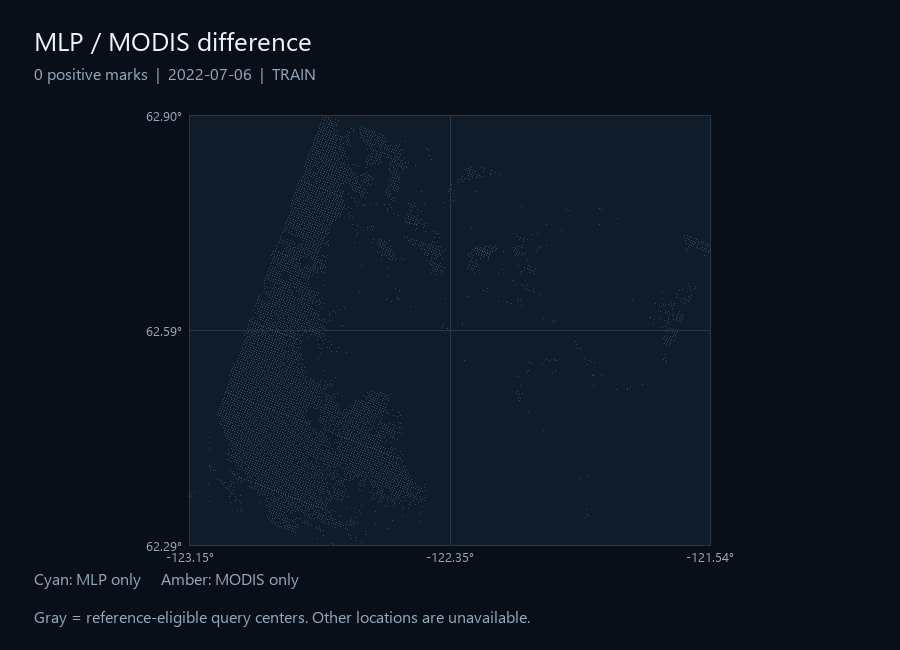 MLP / MODIS difference
0 positive marks | 2022-07-06 | TRAIN
62.90°
62.59°
62.29°
-123.15° -122.35° -121.54°
Cyan: MLP only Amber: MODIS only
Gray = reference-eligible query centers. Other locations are unavailable.